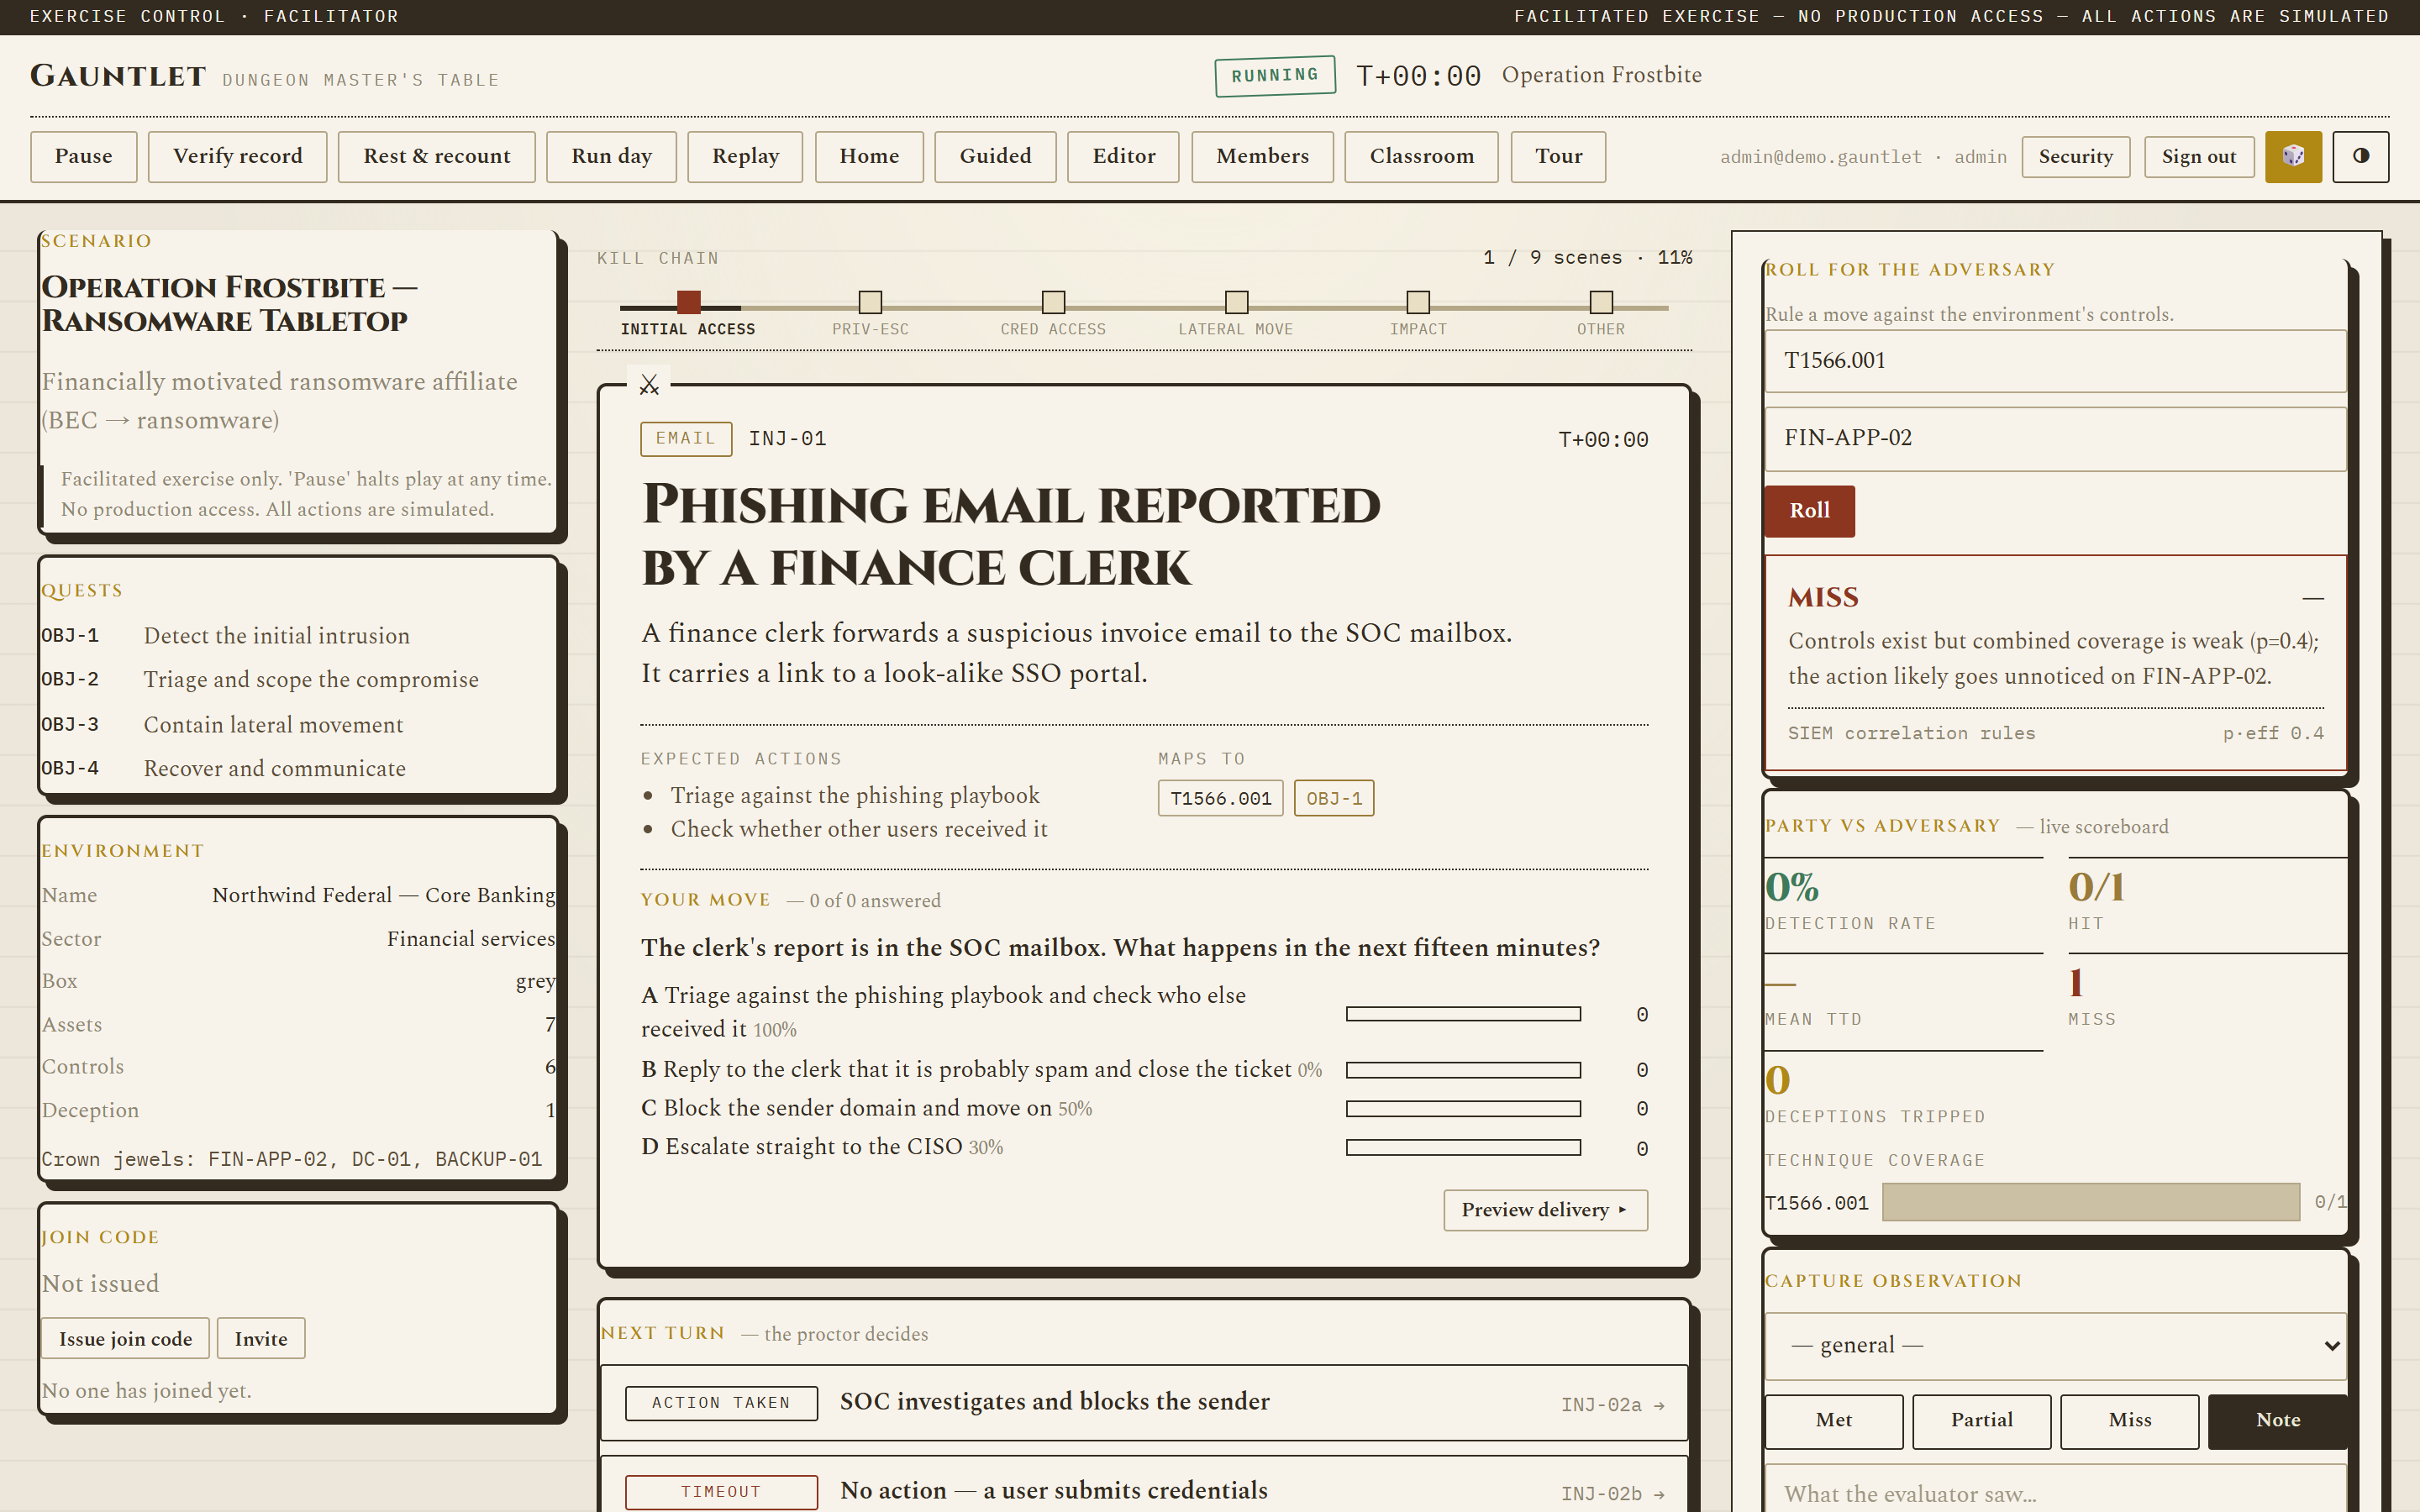 EXERCISE CONTROL · FACILITATOR
FACILITATED EXERCISE — NO PRODUCTION ACCESS — ALL ACTIONS ARE SIMULATED
GAUNTLET DUNGEON MASTER'S TABLE
RUNNING T+00:00 Operation Frostbite
Pause Verify record Rest & recount Run day Replay Home Guided Editor Members Classroom Tour
admin@demo.gauntlet · admin Security Sign out
SCENARIO
OPERATION FROSTBITE —
RANSOMWARE TABLETOP
Financially motivated ransomware affiliate
(BEC → ransomware)
Facilitated exercise only. 'Pause' halts play at any time.
No production access. All actions are simulated.
QUESTS
OBJ-1 Detect the initial intrusion
OBJ-2 Triage and scope the compromise
OBJ-3 Contain lateral movement
OBJ-4 Recover and communicate
ENVIRONMENT
Name Northwind Federal — Core Banking
Sector Financial services
Box grey
Assets 7
Controls 6
Deception 1
Crown jewels: FIN-APP-02, DC-01, BACKUP-01
JOIN CODE
Not issued
Issue join code Invite
No one has joined yet.
KILL CHAIN 1 / 9 scenes · 11%
INITIAL ACCESS PRIV-ESC CRED ACCESS LATERAL MOVE IMPACT OTHER
EMAIL INJ-01 T+00:00
PHISHING EMAIL REPORTED
BY A FINANCE CLERK
A finance clerk forwards a suspicious invoice email to the SOC mailbox.
It carries a link to a look-alike SSO portal.
EXPECTED ACTIONS MAPS TO
• Triage against the phishing playbook
• Check whether other users received it
T1566.001 OBJ-1
YOUR MOVE — 0 of 0 answered
The clerk's report is in the SOC mailbox. What happens in the next fifteen minutes?
A Triage against the phishing playbook and check who else
received it 100% 0
B Reply to the clerk that it is probably spam and close the ticket 0% 0
C Block the sender domain and move on 50% 0
D Escalate straight to the CISO 30% 0
Preview delivery ▸
NEXT TURN — the proctor decides
ACTION TAKEN SOC investigates and blocks the sender INJ-02a →
TIMEOUT No action — a user submits credentials INJ-02b →
ROLL FOR THE ADVERSARY
Rule a move against the environment's controls.
T1566.001
FIN-APP-02
Roll
MISS —
Controls exist but combined coverage is weak (p=0.4);
the action likely goes unnoticed on FIN-APP-02.
SIEM correlation rules p·eff 0.4
PARTY VS ADVERSARY — live scoreboard
0% 0/1
DETECTION RATE HIT
— 1
MEAN TTD MISS
0
DECEPTIONS TRIPPED
TECHNIQUE COVERAGE
T1566.001 0/1
CAPTURE OBSERVATION
— general —
Met Partial Miss Note
What the evaluator saw…